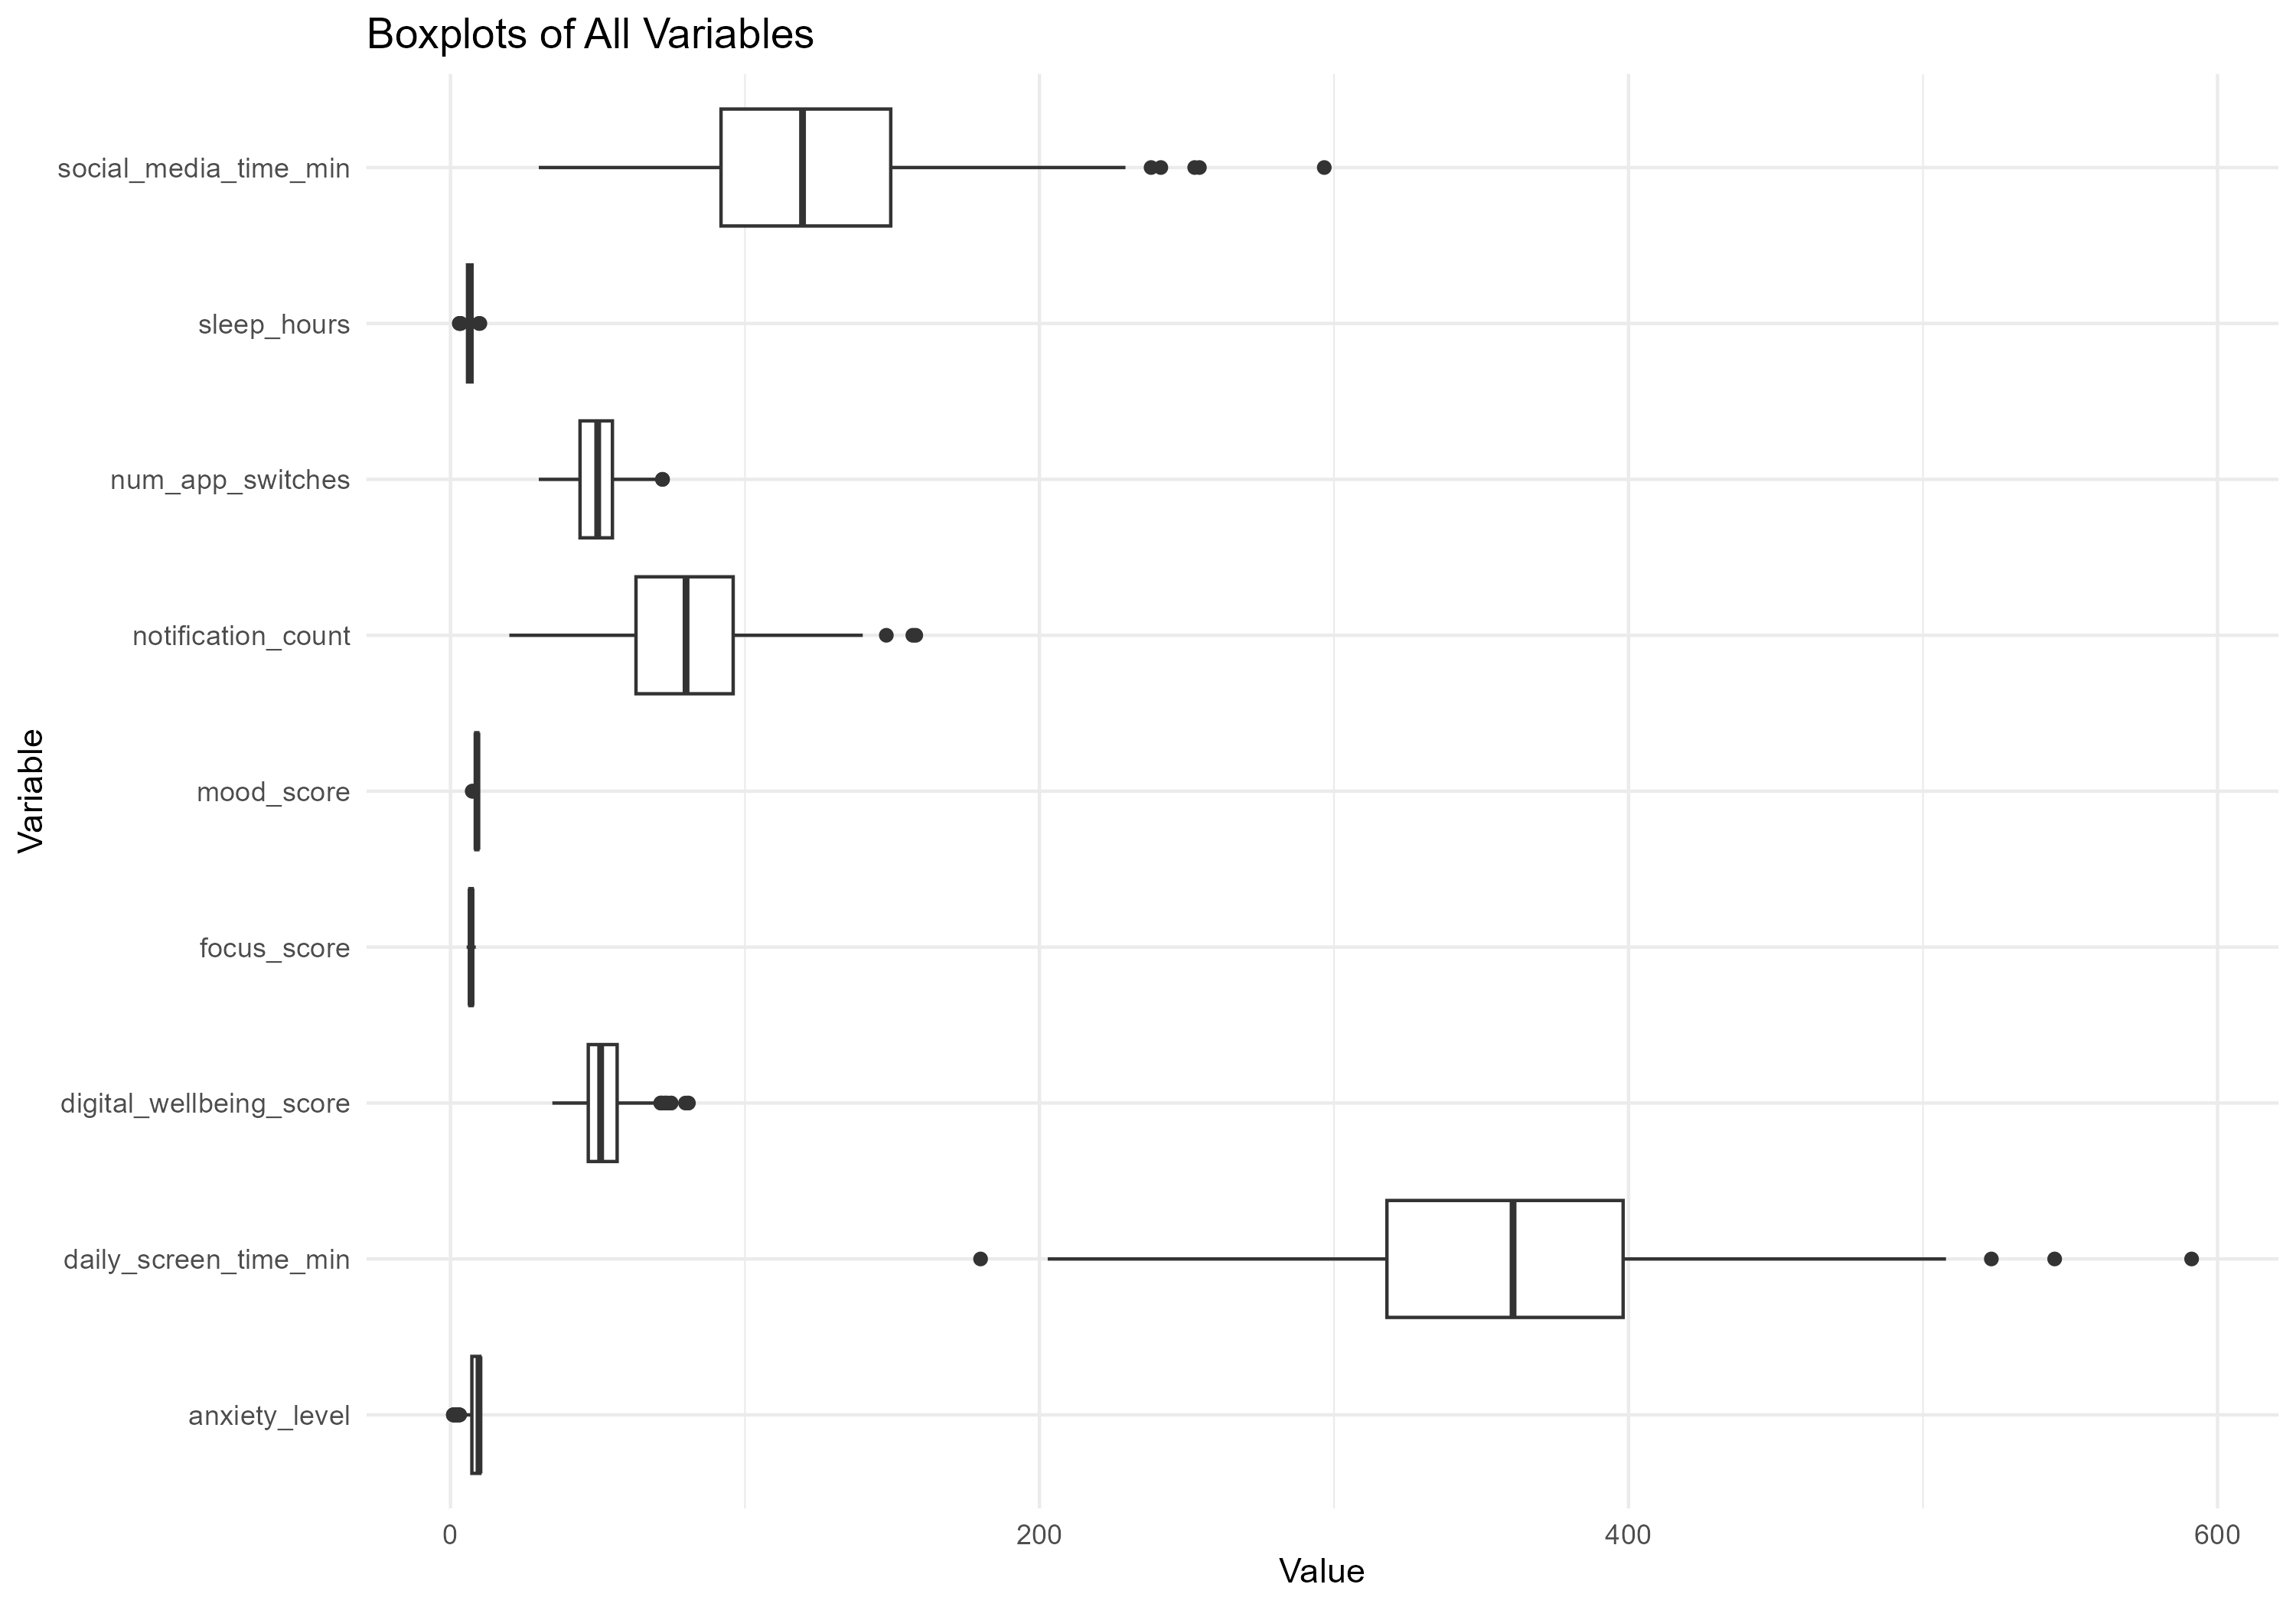 Boxplots of All Variables
social_media_time_min
sleep_hours
num_app_switches
notification_count
mood_score
focus_score
digital_wellbeing_score
daily_screen_time_min
anxiety_level
Variable
0 200 400 600
Value